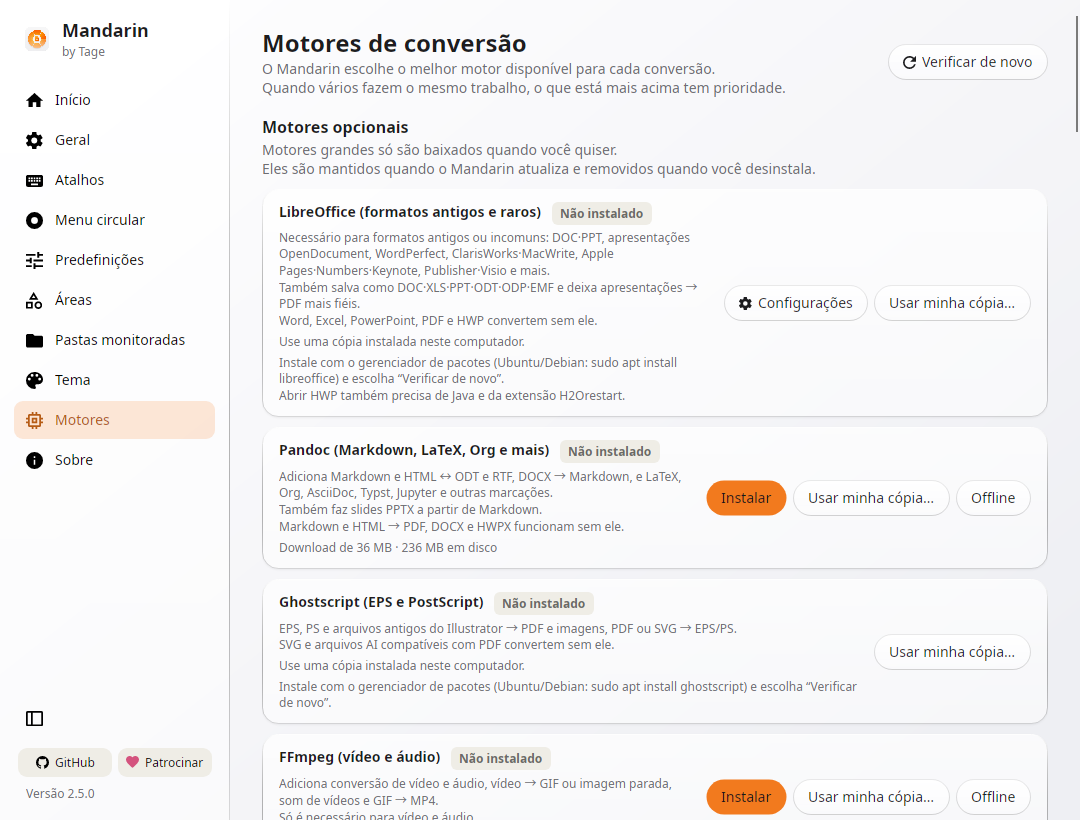 Mandarin
by Tage
Início
Geral
Atalhos
Menu circular
Predefinições
Áreas
Pastas monitoradas
Tema
Motores
Sobre
GitHub
Patrocinar
Versão 2.5.0
Motores de conversão
O Mandarin escolhe o melhor motor disponível para cada conversão.
Quando vários fazem o mesmo trabalho, o que está mais acima tem prioridade.
Verificar de novo
Motores opcionais
Motores grandes só são baixados quando você quiser.
Eles são mantidos quando o Mandarin atualiza e removidos quando você desinstala.
LibreOffice (formatos antigos e raros) Não instalado
Necessário para formatos antigos ou incomuns: DOC·PPT, apresentações
OpenDocument, WordPerfect, ClarisWorks·MacWrite, Apple
Pages·Numbers·Keynote, Publisher·Visio e mais.
Também salva como DOC·XLS·PPT·ODT·ODP·EMF e deixa apresentações →
PDF mais fiéis.
Word, Excel, PowerPoint, PDF e HWP convertem sem ele.
Use uma cópia instalada neste computador.
Instale com o gerenciador de pacotes (Ubuntu/Debian: sudo apt install
libreoffice) e escolha “Verificar de novo”.
Abrir HWP também precisa de Java e da extensão H2Orestart.
Configurações
Usar minha cópia...
Pandoc (Markdown, LaTeX, Org e mais) Não instalado
Adiciona Markdown e HTML ↔ ODT e RTF, DOCX → Markdown, e LaTeX,
Org, AsciiDoc, Typst, Jupyter e outras marcações.
Também faz slides PPTX a partir de Markdown.
Markdown e HTML → PDF, DOCX e HWPX funcionam sem ele.
Download de 36 MB · 236 MB em disco
Instalar
Usar minha cópia...
Offline
Ghostscript (EPS e PostScript) Não instalado
EPS, PS e arquivos antigos do Illustrator → PDF e imagens, PDF ou SVG → EPS/PS.
SVG e arquivos AI compatíveis com PDF convertem sem ele.
Use uma cópia instalada neste computador.
Instale com o gerenciador de pacotes (Ubuntu/Debian: sudo apt install ghostscript) e escolha “Verificar
de novo”.
Usar minha cópia...
FFmpeg (vídeo e áudio) Não instalado
Adiciona conversão de vídeo e áudio, vídeo → GIF ou imagem parada,
som de vídeos e GIF → MP4.
Só é necessário para vídeo e áudio.
Instalar
Usar minha cópia...
Offline